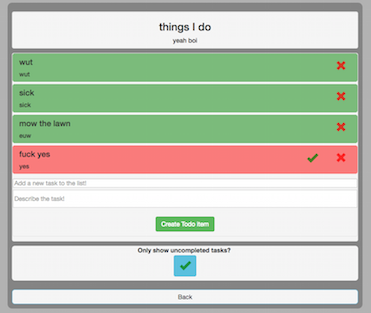 things I do
yeah boi
wut
wut
sick
sick
mow the lawn
euw
fuck yes
yes
Add a new task to the list!
Describe the task!
Create Todo Item
Only show uncompleted tasks?
Back